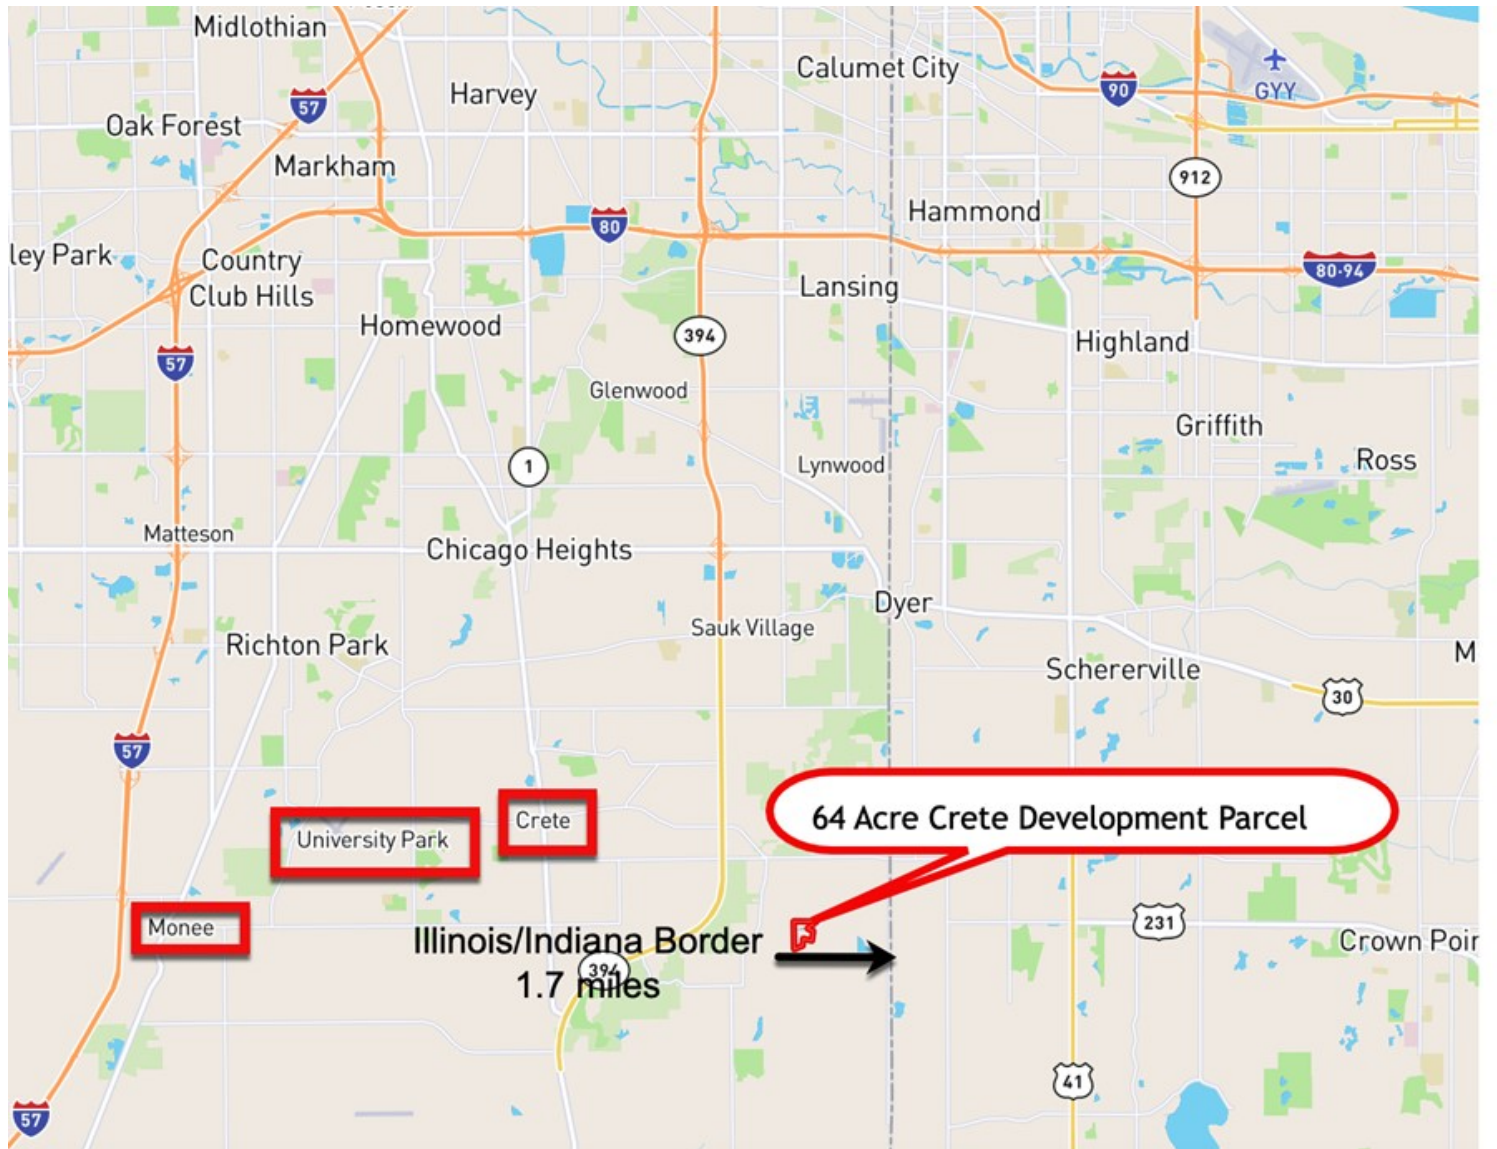 Midlothian
Calumet City
90
GYY
57
Harvey
Oak Forest
Markham
912
Hammond
80
ley Park
Country
Club Hills
80-94
Lansing
Homewood
394
Highland
57
Glenwood
Griffith
1
Lynwood
Ross
Matteson
Chicago Heights
Dyer
Sauk Village
Richton Park
M
Schererville
30
57
64 Acre Crete Development Parcel
Crete
University Park
Monee
231
Illinois/Indiana Border
1.7 miles
394
Crown Poin
41
57